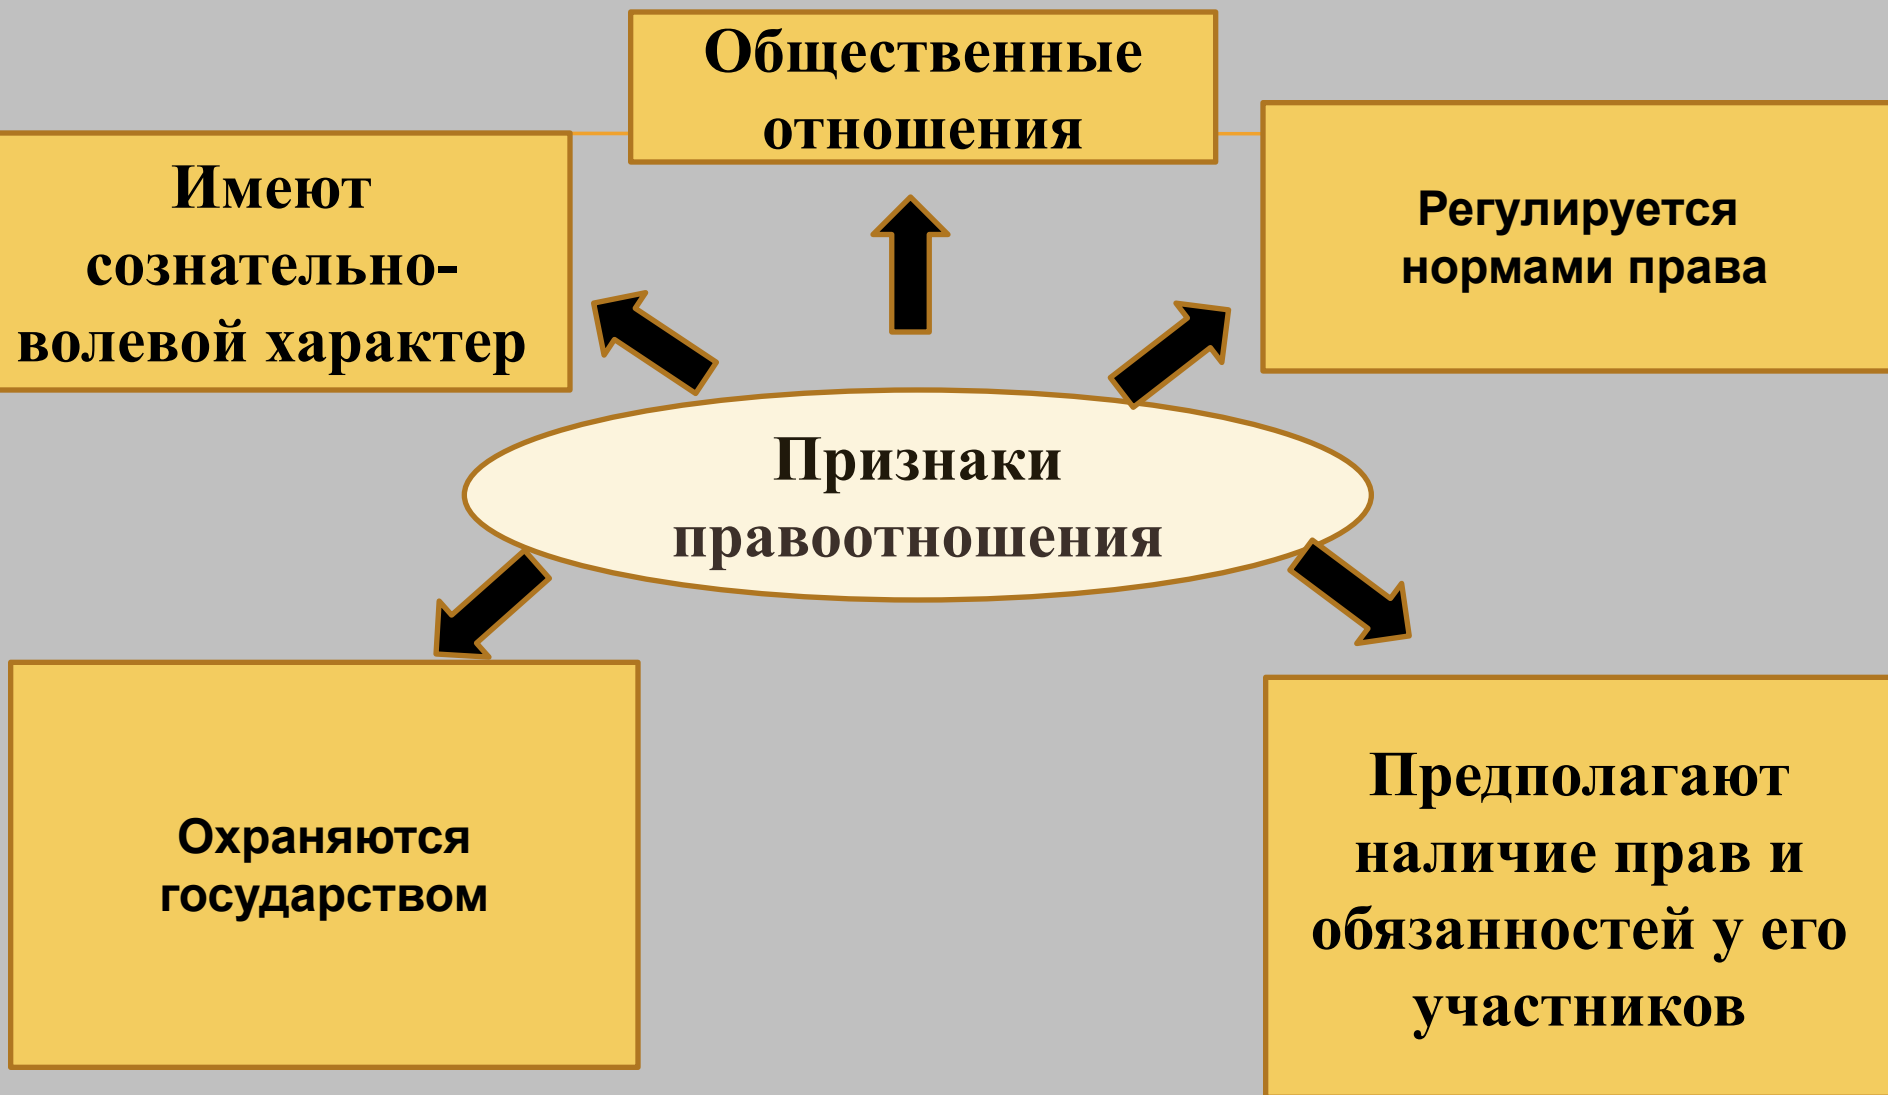 Общественные
отношения
Имеют
сознательно-
волевой характер
Регулируется
нормами права
Признаки
правоотношения
Охраняются
государством
Предполагают
наличие прав и
обязанностей у его
участников